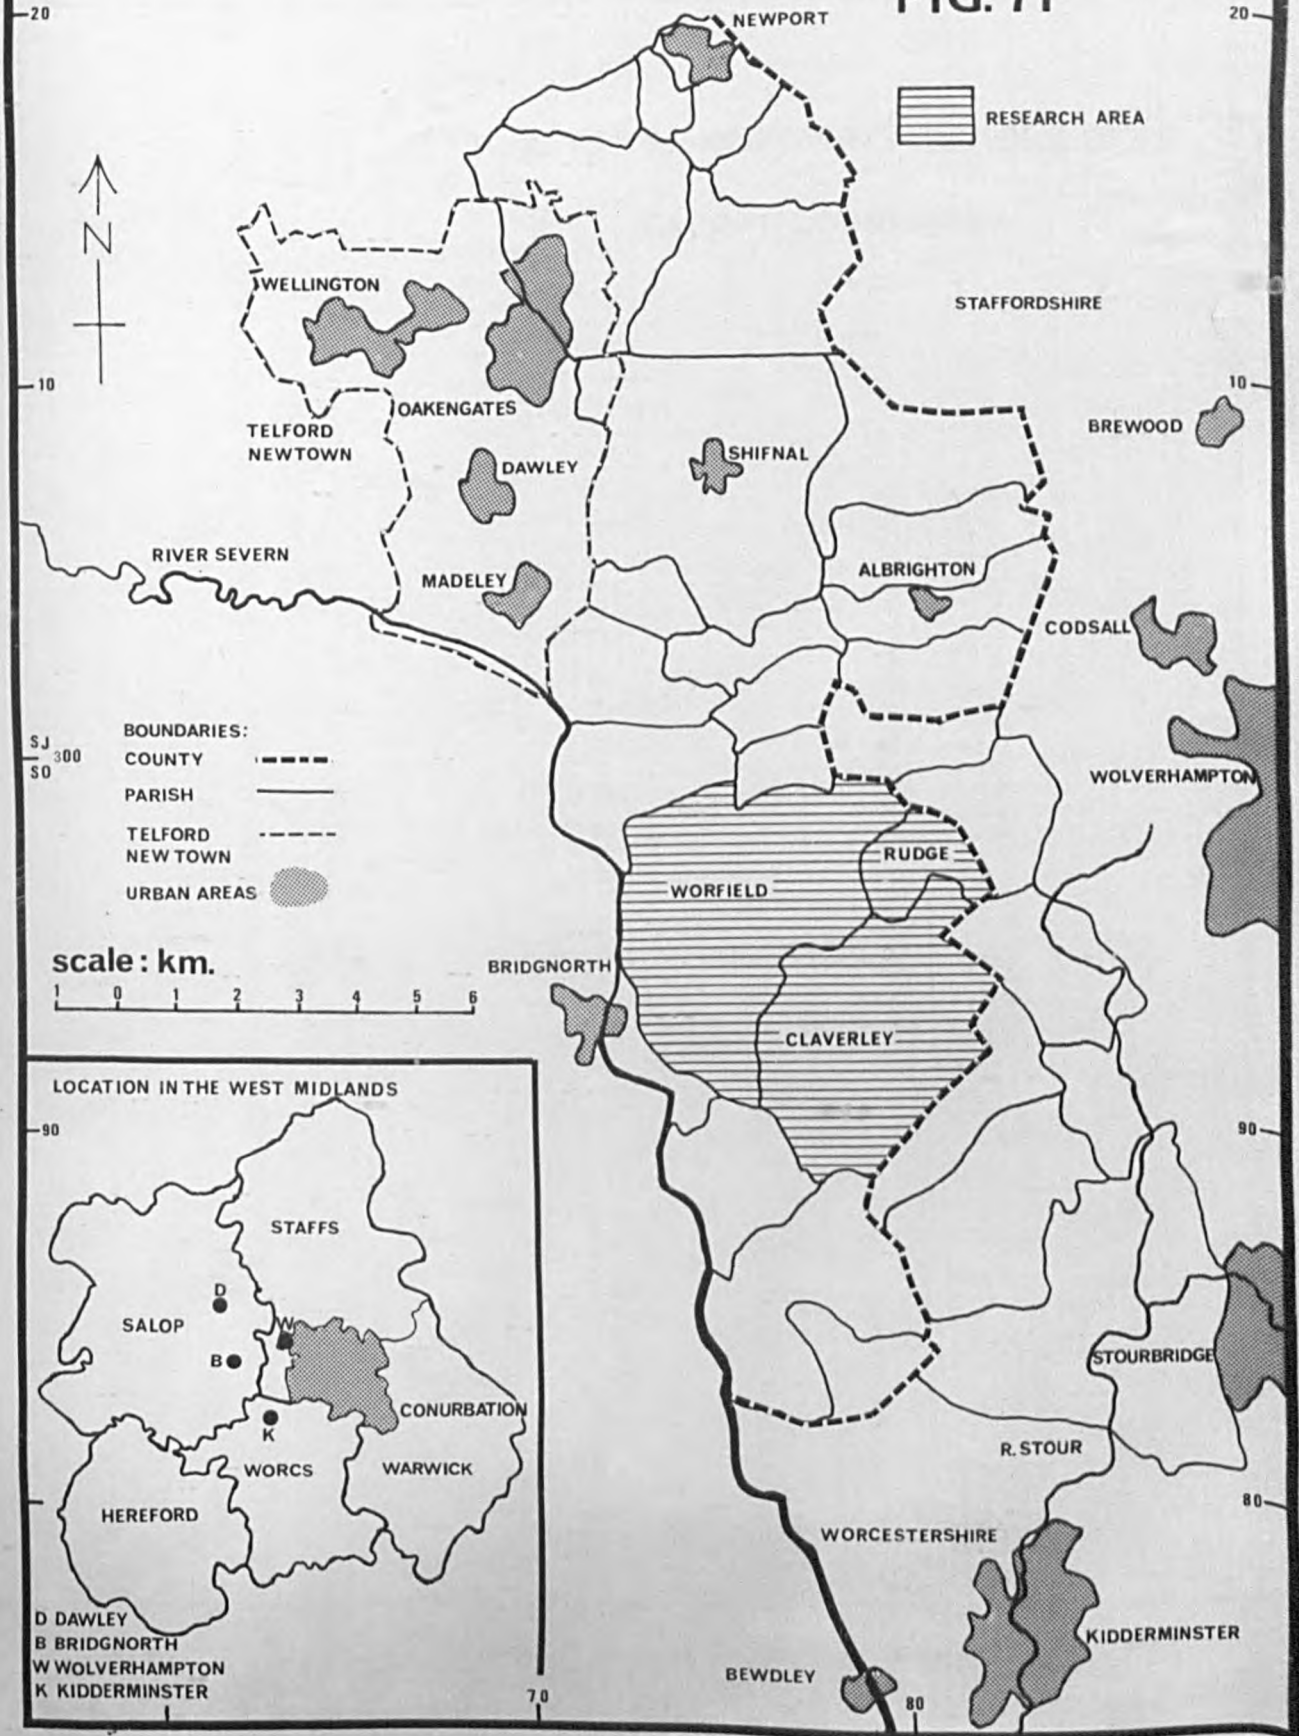 FIG. 71
20
20
NEWPORT
RESEARCH AREA
N
WELLINGTON
STAFFORDSHIRE
10
10
OAKENGATES
BREWOOD
TELFORD
NEWTOWN
SHIFNAL
DAWLEY
RIVER SEVERN
MADELEY
ALBRIGHTON
CODSALL
BOUNDARIES:
SJ
300
SO
COUNTY
PARISH
TELFORD
NEW TOWN
URBAN AREAS
WOLVERHAMPTON
RUDGE
WORFIELD
scale: km.
1 0 1 2 3 4 5 6
BRIDGNORTH
CLAVERLEY
LOCATION IN THE WEST MIDLANDS
90
90
STAFFS
D
SALOP
W
B
CONURBATION
K
WORCS
WARWICK
HEREFORD
STOURBRIDGE
R. STOUR
80
WORCESTERSHIRE
D DAWLEY
B BRIDGNORTH
W WOLVERHAMPTON
K KIDDERMINSTER
KIDDERMINSTER
BEWDLEY
70
80